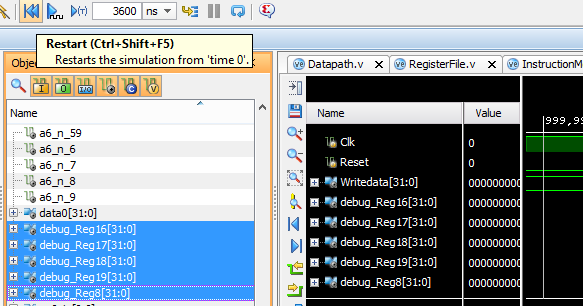 3600 ns
Restart (Ctrl+Shift+F5)
Restarts the simulation from 'time 0'.
Obje
Datapath.v
RegisterFile.v
InstructionMe
Name
a6_n_59
a6_n_6
a6_n_7
a6_n_8
a6_n_9
data0[31:0]
debug_Reg16[31:0]
debug_Reg17[31:0]
debug_Reg18[31:0]
debug_Reg19[31:0]
debug_Reg8[31:0]
Name Value
999,99
Clk 0
Reset 0
Writedata[31:0] 000000000
debug_Reg16[31:0] 000000000
debug_Reg17[31:0] 000000000
debug_Reg18[31:0] 000000000
debug_Reg19[31:0] 000000000
debug_Reg8[31:0] 000000000